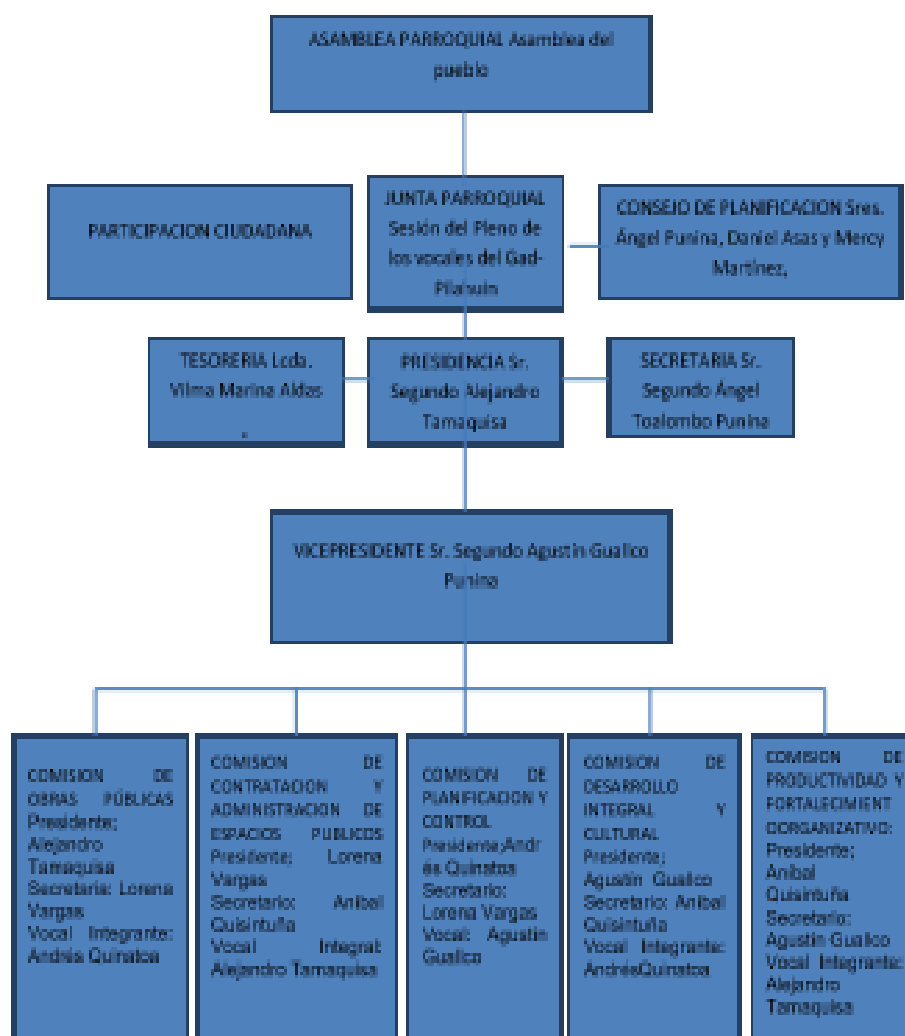 ASAMBLEA PARROQUIAL Asamblea del
pueblo
PARTICIPACION CIUDADANA
JUNTA PARROQUIAL
Sesión del Pleno de
los vocales del Gad-
Pilahuin
CONSEJO DE PLANIFICACION Sres.
Ángel Punina, Daniel Asas y Mercy
Martínez,
TESORERIA Lcda.
Vilma Marina Aldas
.
PRESIDENCIA Sr.
Segundo Alejandro
Tamaquisa
SECRETARIA Sr.
Segundo Ángel
Toalombo Punina
VICEPRESIDENTE Sr. Segundo Agustin Guallco
Punina
COMISION DE
OBRAS PÚBLICAS
Presidente;
Alejandro
Tamaquisa
Secretaria: Lorena
Vargas
Vocal Integrante:
Andrés Quinatoa
COMISION DE
CONTRATACION Y
ADMINISTRACION DE
ESPACIOS PUBLICOS
Presidente; Lorena
Vargas
Secretario: Anibal
Quisintuña
Vocal Integral:
Alejandro Tamaquisa
COMISION DE
PLANIFICACION Y
CONTROL
Presidente;Andr
és Quinatoa
Secretario:
Lorena Vargas
Vocal: Agustin
Guallco
COMISION DE
DESARROLLO
INTEGRAL Y
CULTURAL
Presidente;
Agustin Guallco
Secretario: Anibal
Quisintuña
Vocal Integrante:
AndrésQuinatoa
COMISION DE
PRODUCTIVIDAD Y
FORTALECIMIENT
OORGANIZATIVO:
Presidente;
Anibal
Quisintuña
Secretario:
Agustin Guallco
Vocal Integrante:
Alejandro
Tamaquisa